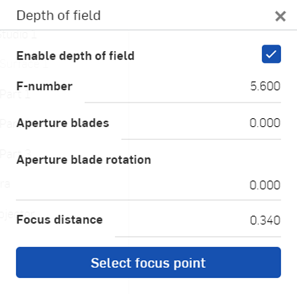 Depth of field
Enable depth of field
F-number 5.600
Aperture blades 0.000
Aperture blade rotation
0.000
Focus distance 0.340
Select focus point